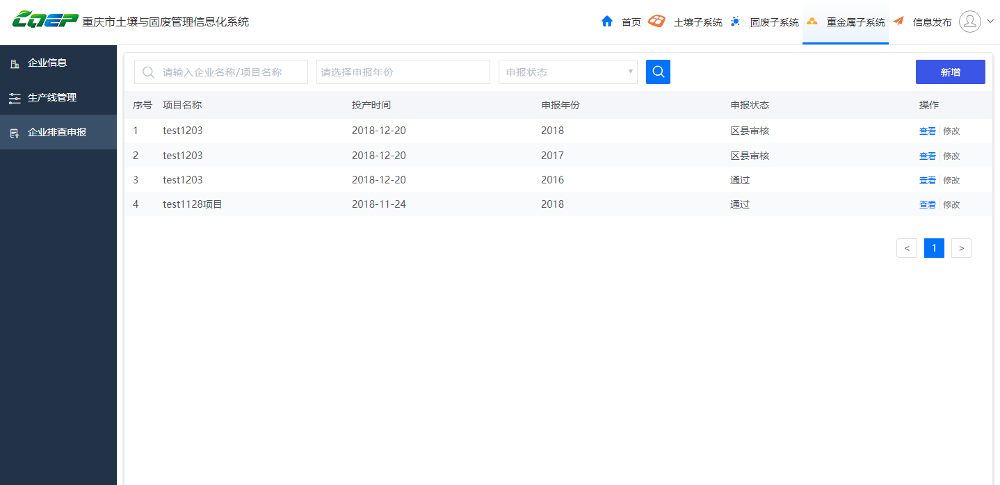 CQEP 重庆市土壤与固废管理信息化系统 首页 土壤子系统 固废子系统 重金属子系统 信息发布
企业信息
生产线管理
企业排查申报
请输入企业名称/项目名称 请选择申报年份 申报状态 新增
序号 项目名称 投产时间 申报年份 申报状态 操作
1 test1203 2018-12-20 2018 区县审核 查看 修改
2 test1203 2018-12-20 2017 区县审核 查看 修改
3 test1203 2018-12-20 2016 通过 查看 修改
4 test1128项目 2018-11-24 2018 通过 查看 修改
< 1 >